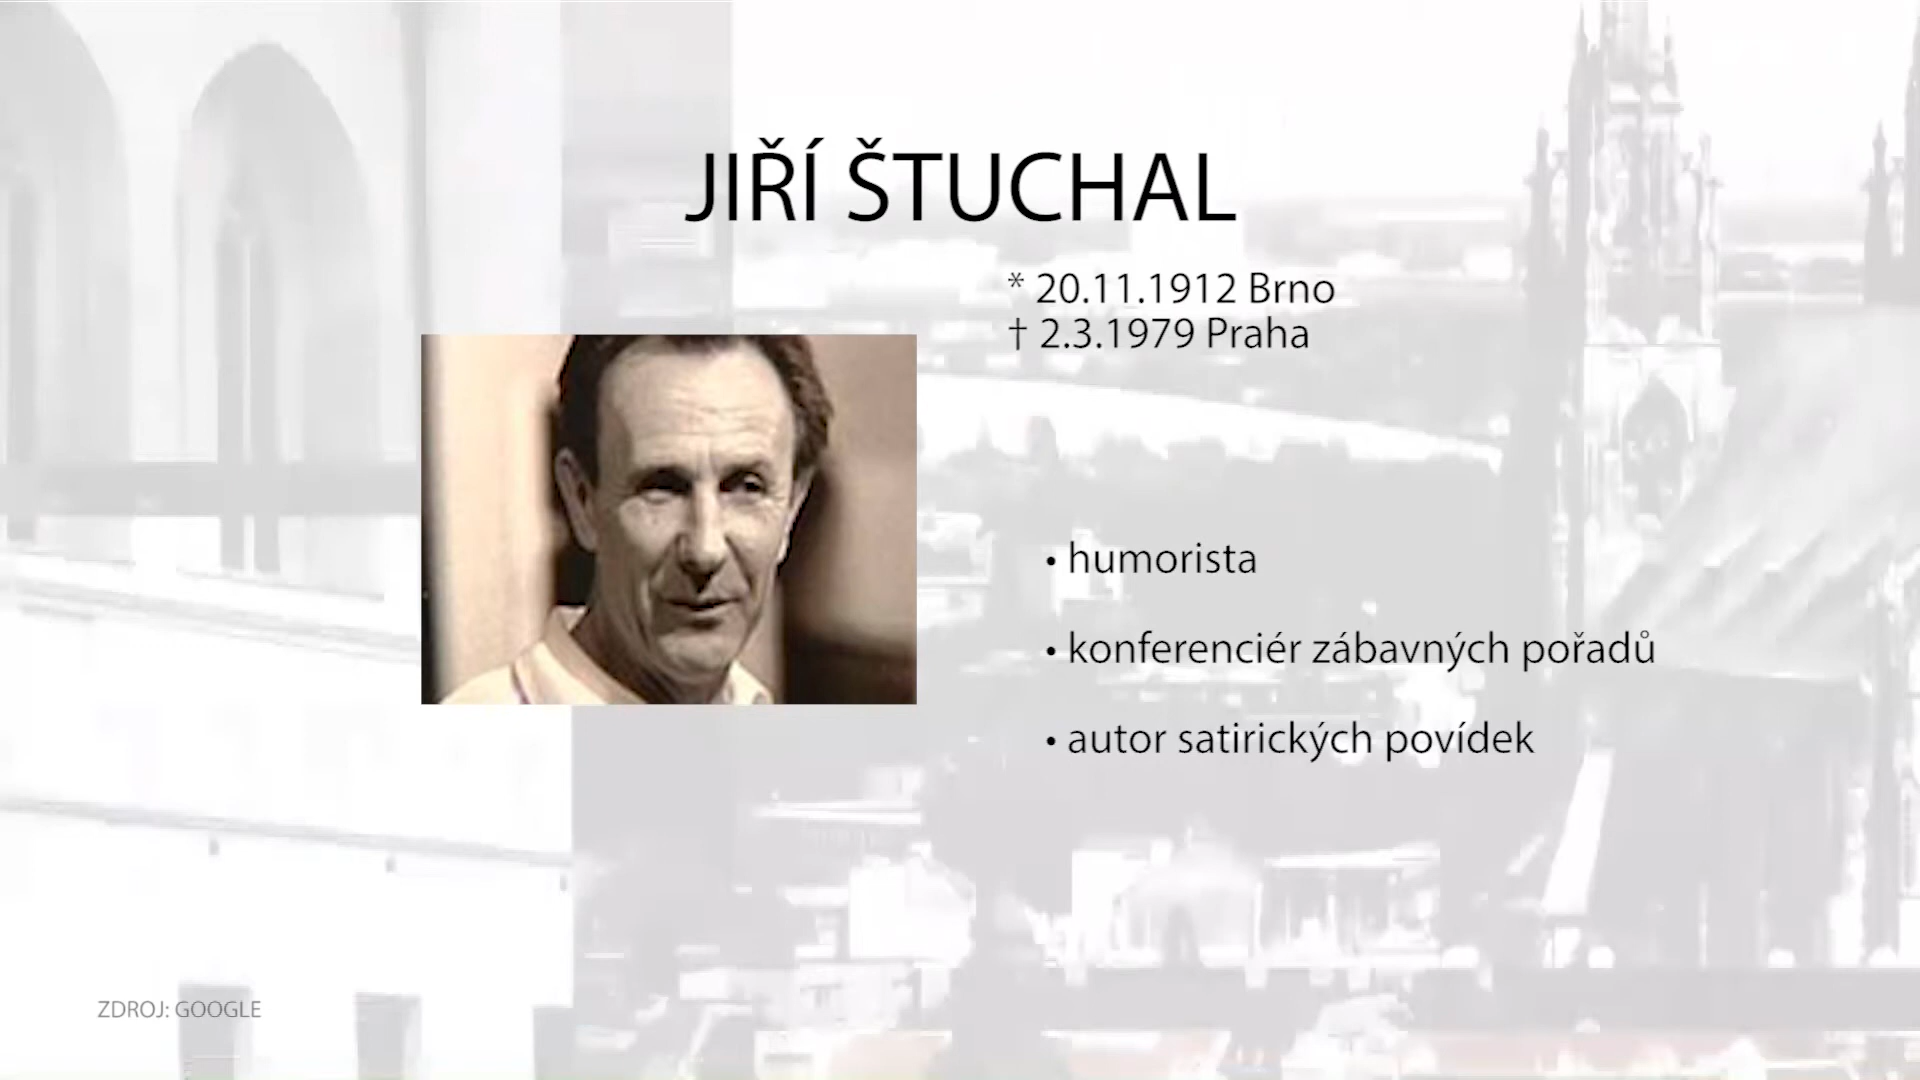 JIŘÍ ŠTUCHAL
* 20.11.1912 Brno
† 2.3.1979 Praha
• humorista
• konferenciér zábavných pořadů
• autor satirických povídek
ZDROJ: GOOGLE